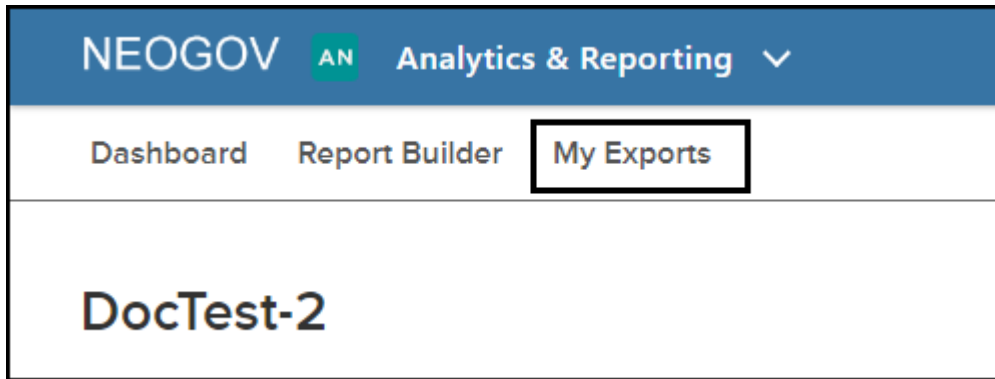 NEOGOV AN Analytics & Reporting
Dashboard Report Builder My Exports
DocTest-2